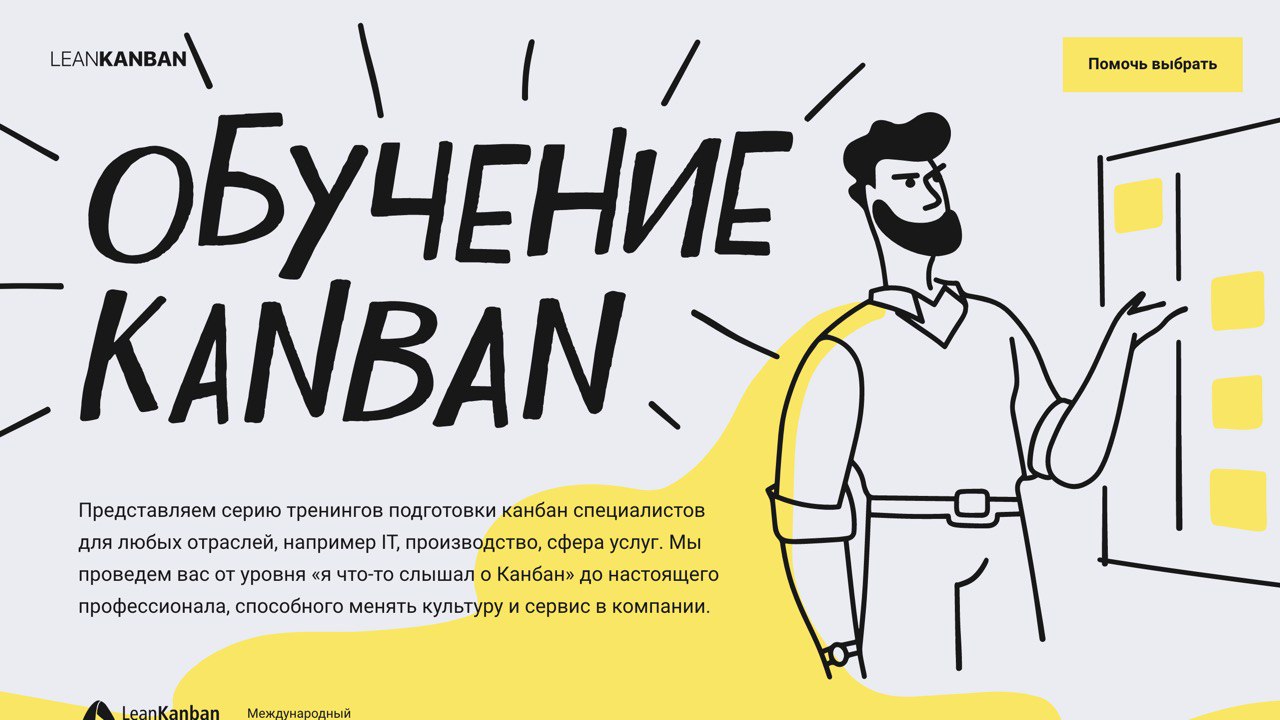 LEANKANBAN
Помочь выбрать
ОБУЧЕНИЕ
KANBAN
Представляем серию тренингов подготовки канбан специалистов
для любых отраслей, например IT, производство, сфера услуг. Мы
проведем вас от уровня «я что-то слышал о Канбан» до настоящего
профессионала, способного менять культуру и сервис в компании.
LeanKanban
Международный